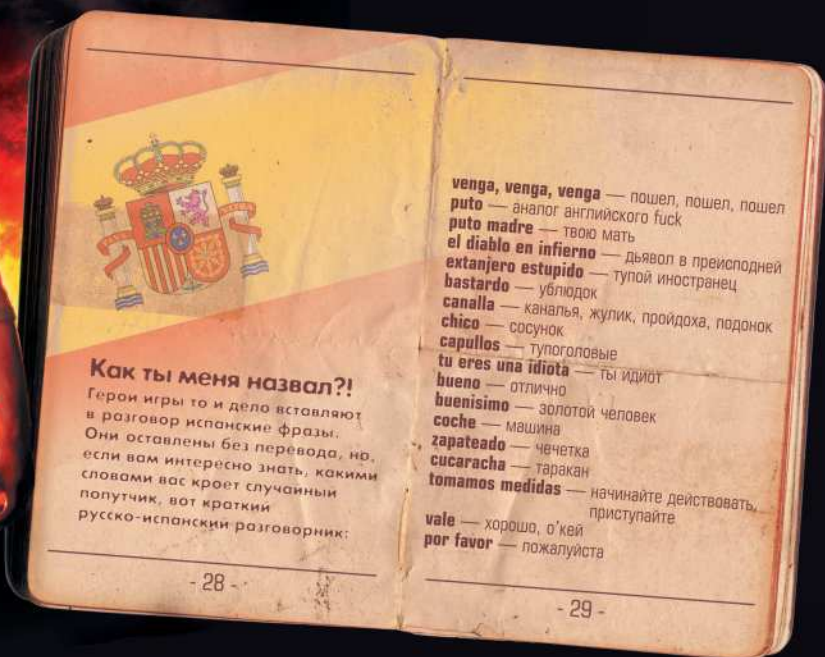 Как ты меня назвал?!
Герои игры то и дело вставляют
в разговор испанские фразы.
Они оставлены без перевода, но,
если вам интересно знать, какими
словами вас кроет случайный
попутчик, вот краткий
русско-испанский разговорник:
- 28 -
venga, venga, venga — пошел, пошел, пошел
puto — аналог английского fuck
puto madre — твою мать
el diablo en infierno — дьявол в преисподней
extanjero estupido — тупой иностранец
bastardo — ублюдок
canalla — каналья, жулик, пройдоха, подонок
chico — сосунок
capullos — тупоголовые
tu eres una idiota — ты идиот
bueno — отлично
buenisimo — золотой человек
coche — машина
zapateado — чечетка
cucaracha — таракан
tomamos medidas — начинайте действовать,
приступайте
vale — хорошо, о'кей
por favor — пожалуйста
- 29 -